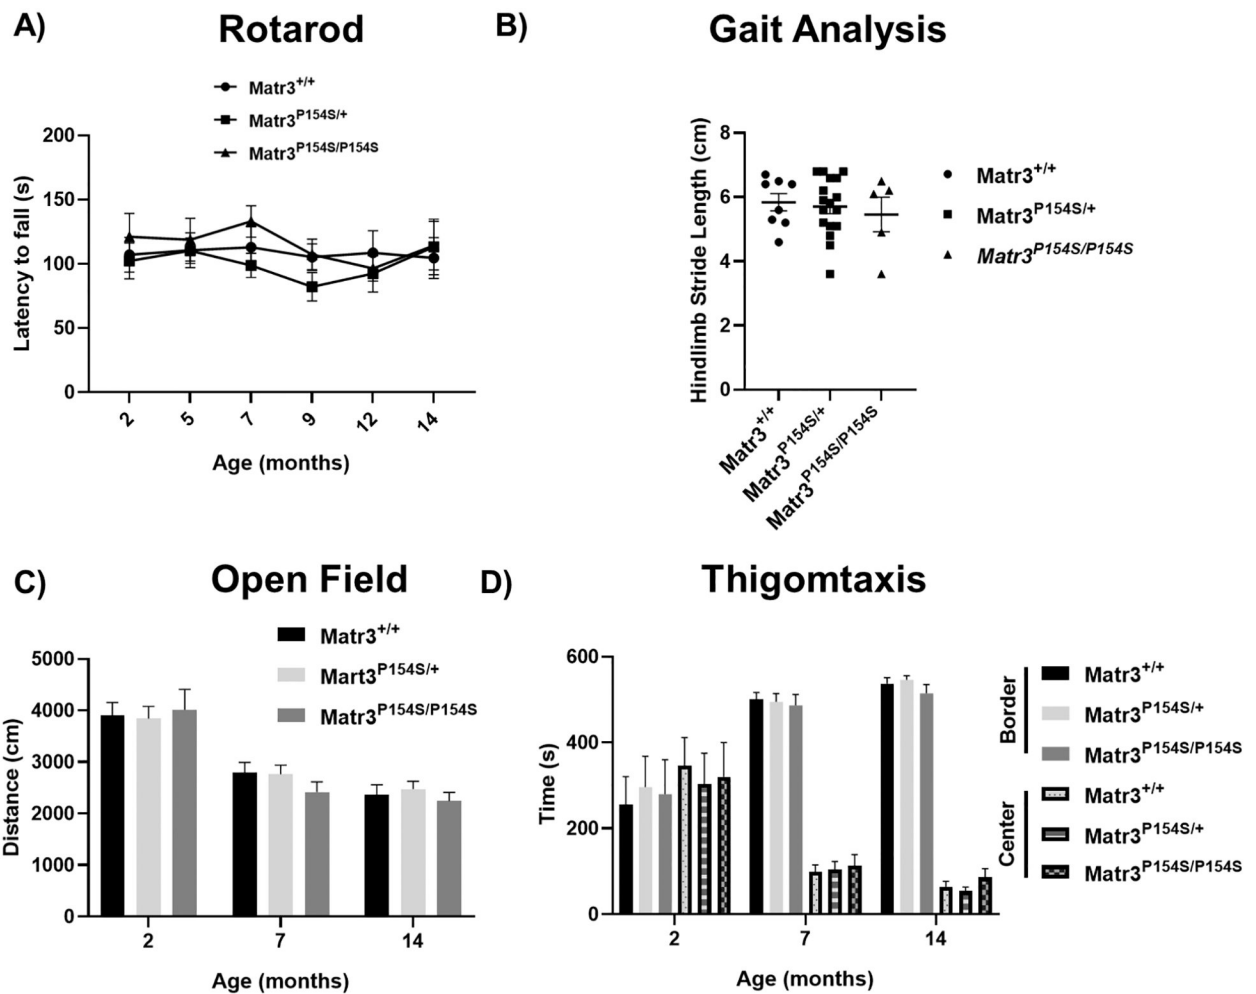 A)
Rotarod
Matr3+/+
Matr3P154S/+
Matr3P154S/P154S
200
150
100
50
0
Latency to fall (s)
2 5 7 9 12 14
Age (months)
B)
Gait Analysis
8
6
4
2
0
Hindlimb Stride Length (cm)
Matr3+/+
Matr3P154S/+
Matr3P154S/P154S
Matr3+/+
Matr3P154S/+
Matr3P154S/P154S
C)
Open Field
Matr3+/+
Mart3P154S/+
Matr3P154S/P154S
5000
4000
3000
2000
1000
0
Distance (cm)
2 7 14
Age (months)
D)
Thigomtaxis
600
400
200
0
Time (s)
2 7 14
Age (months)
Border
Matr3+/+
Matr3P154S/+
Matr3P154S/P154S
Center
Matr3+/+
Matr3P154S/+
Matr3P154S/P154S